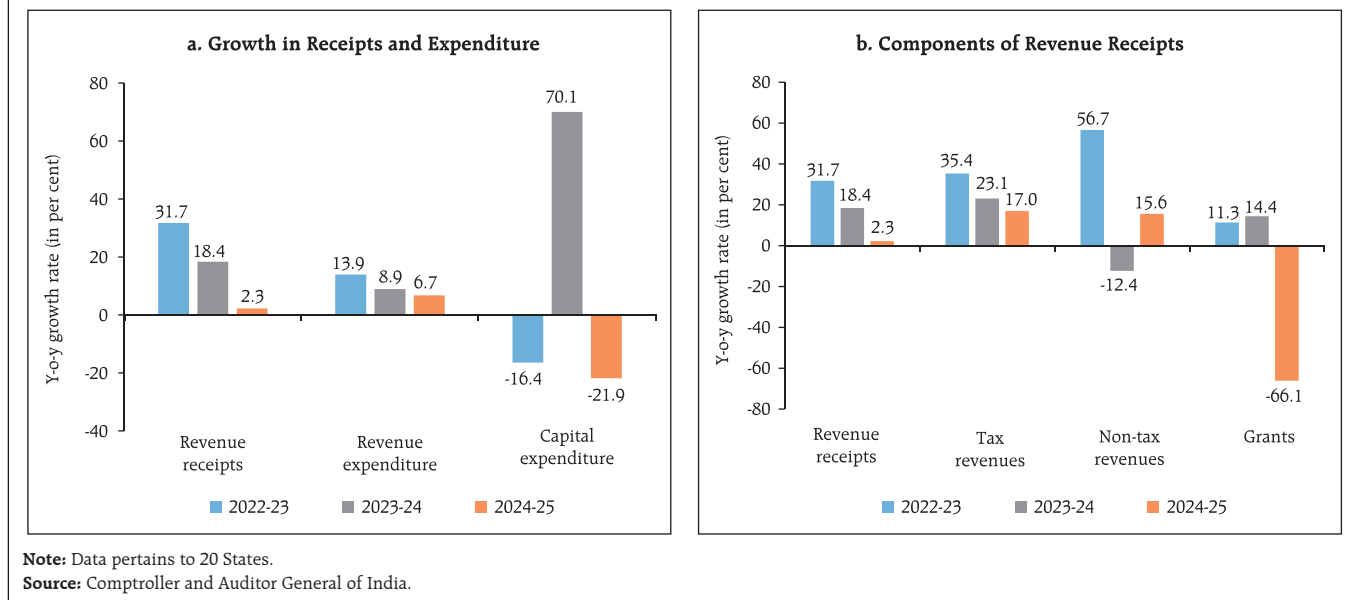 a. Growth in Receipts and Expenditure
Y-o-y growth rate (in per cent)
80
60
40
20
0
-20
-40
31.7
18.4
2.3
13.9
8.9
6.7
-16.4
70.1
-21.9
Revenue
receipts
Revenue
expenditure
Capital
expenditure
2022-23
2023-24
2024-25
b. Components of Revenue Receipts
Y-o-y growth rate (in per cent)
80
60
40
20
0
-20
-40
-60
-80
31.7
18.4
2.3
35.4
23.1
17.0
56.7
-12.4
15.6
11.3
14.4
-66.1
Revenue
receipts
Tax
revenues
Non-tax
revenues
Grants
2022-23
2023-24
2024-25
Note: Data pertains to 20 States.
Source: Comptroller and Auditor General of India.